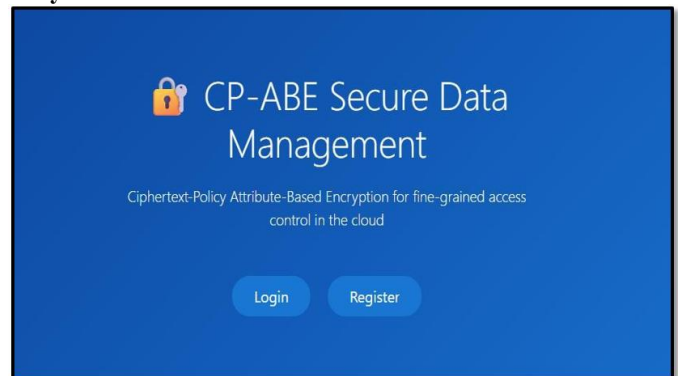 CP-ABE Secure Data
Management
Ciphertext-Policy Attribute-Based Encryption for fine-grained access
control in the cloud
Login Register